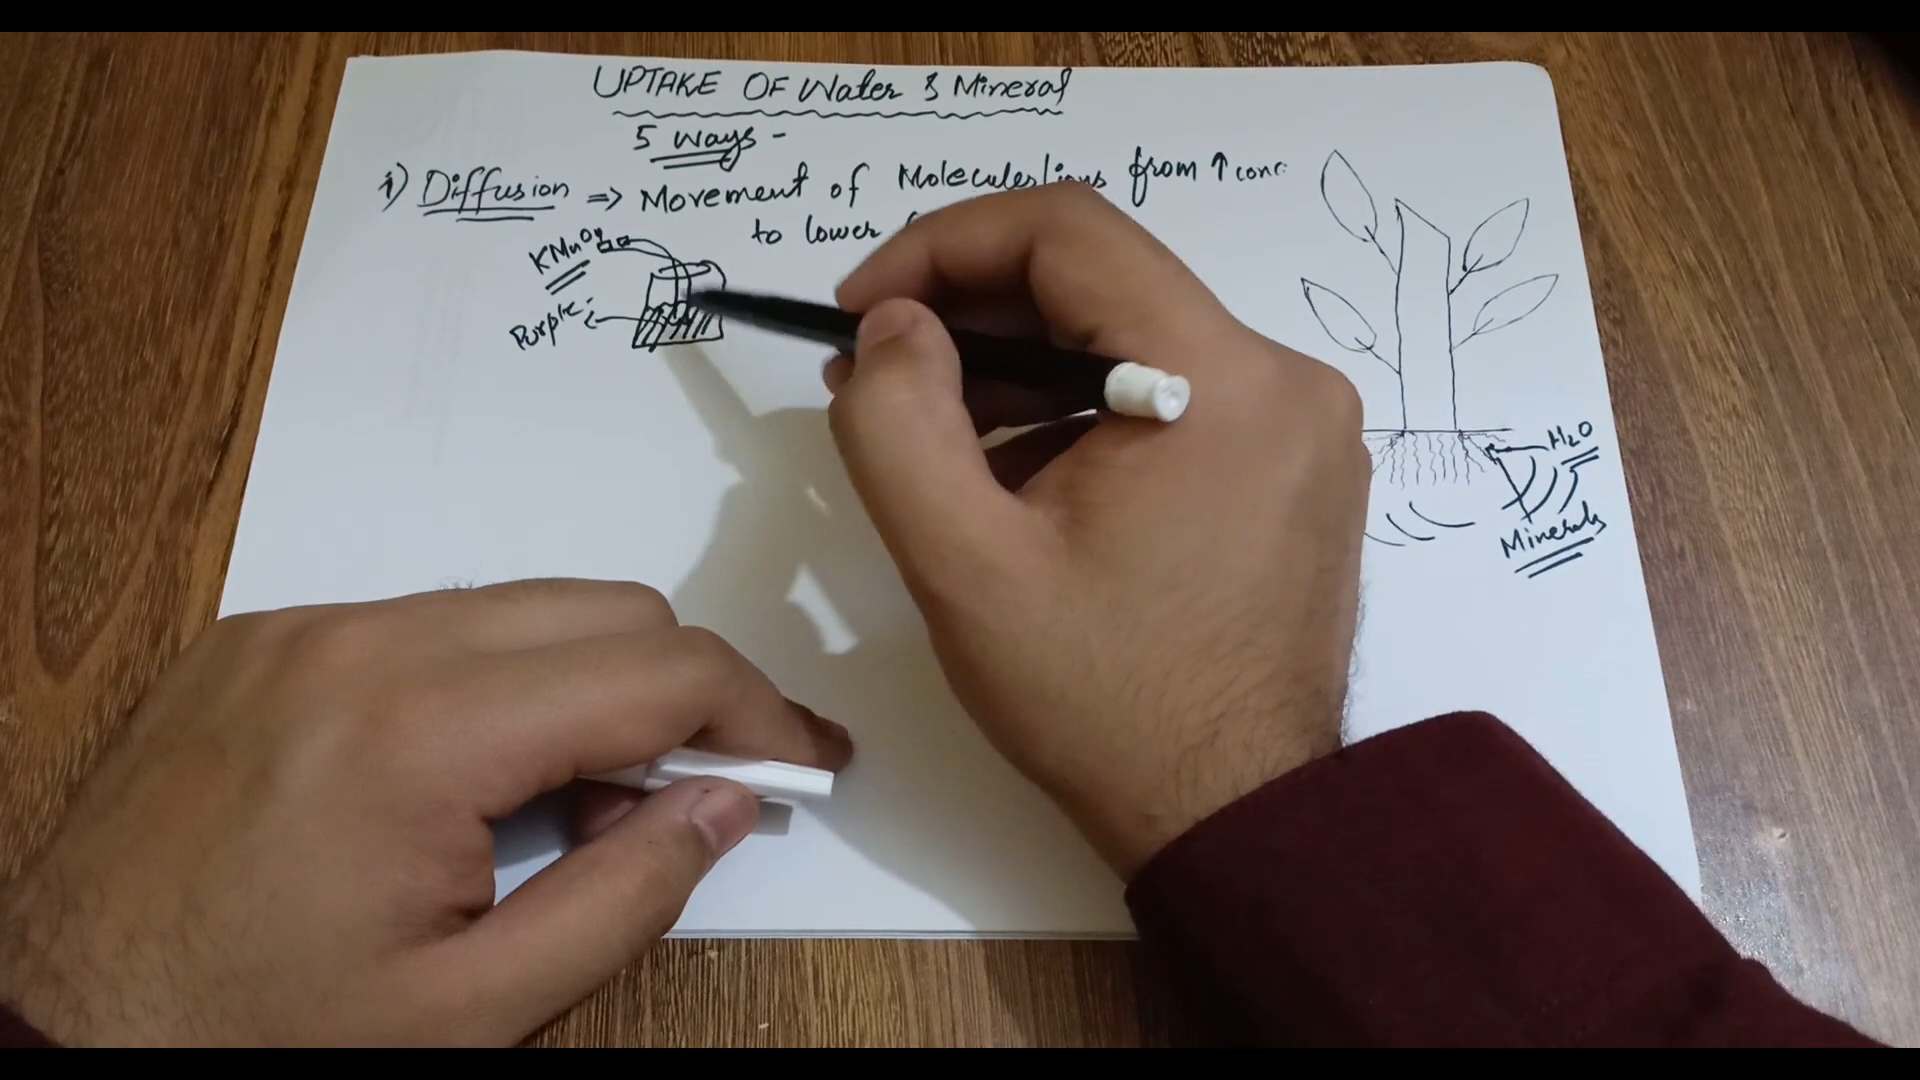 UPTAKE OF Water & Mineral
5 ways -
i) Diffusion => Movement of Molecules/ions from ↑ conc.
to lower
KMnO4
Purple
H2O
Minerals